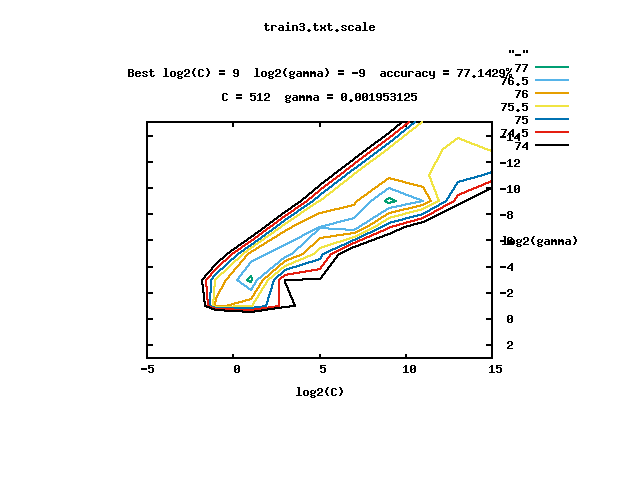 train3.txt.scale
"-"
Best log2(C) = 9  log2(gamma) = -9  accuracy = 77.1429%
C = 512  gamma = 0.001953125
77
76.5
76
75.5
75
74.5
74
-14
-12
-10
-8
-6
log2(gamma)
-4
-2
0
2
-5 0 5 10 15
log2(C)